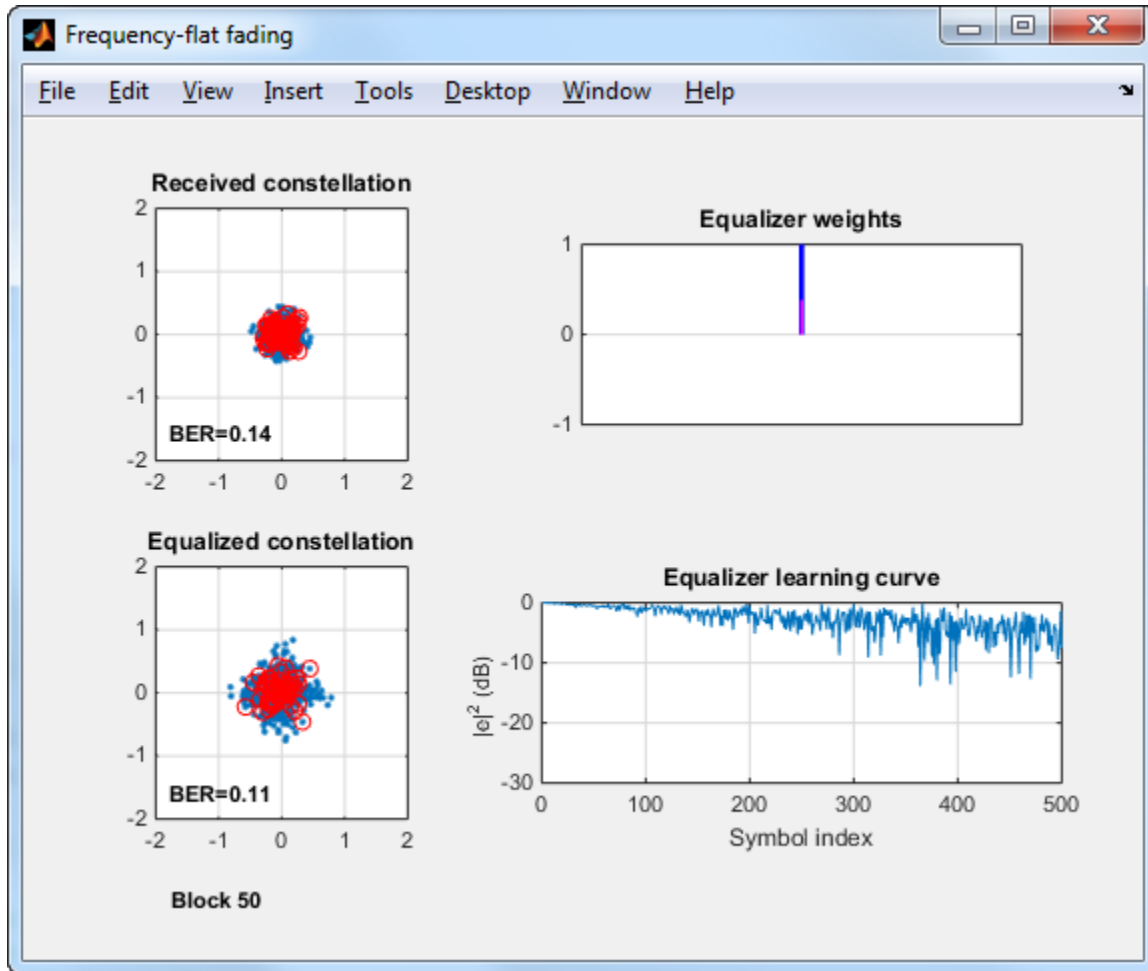 Frequency-flat fading
File Edit View Insert Tools Desktop Window Help
Received constellation
2
1
0
-1
-2
BER=0.14
-2 -1 0 1 2
Equalizer weights
1
0
-1
Equalized constellation
2
1
0
-1
-2
BER=0.11
-2 -1 0 1 2
Equalizer learning curve
|e|² (dB)
0
-10
-20
-30
0 100 200 300 400 500
Symbol index
Block 50